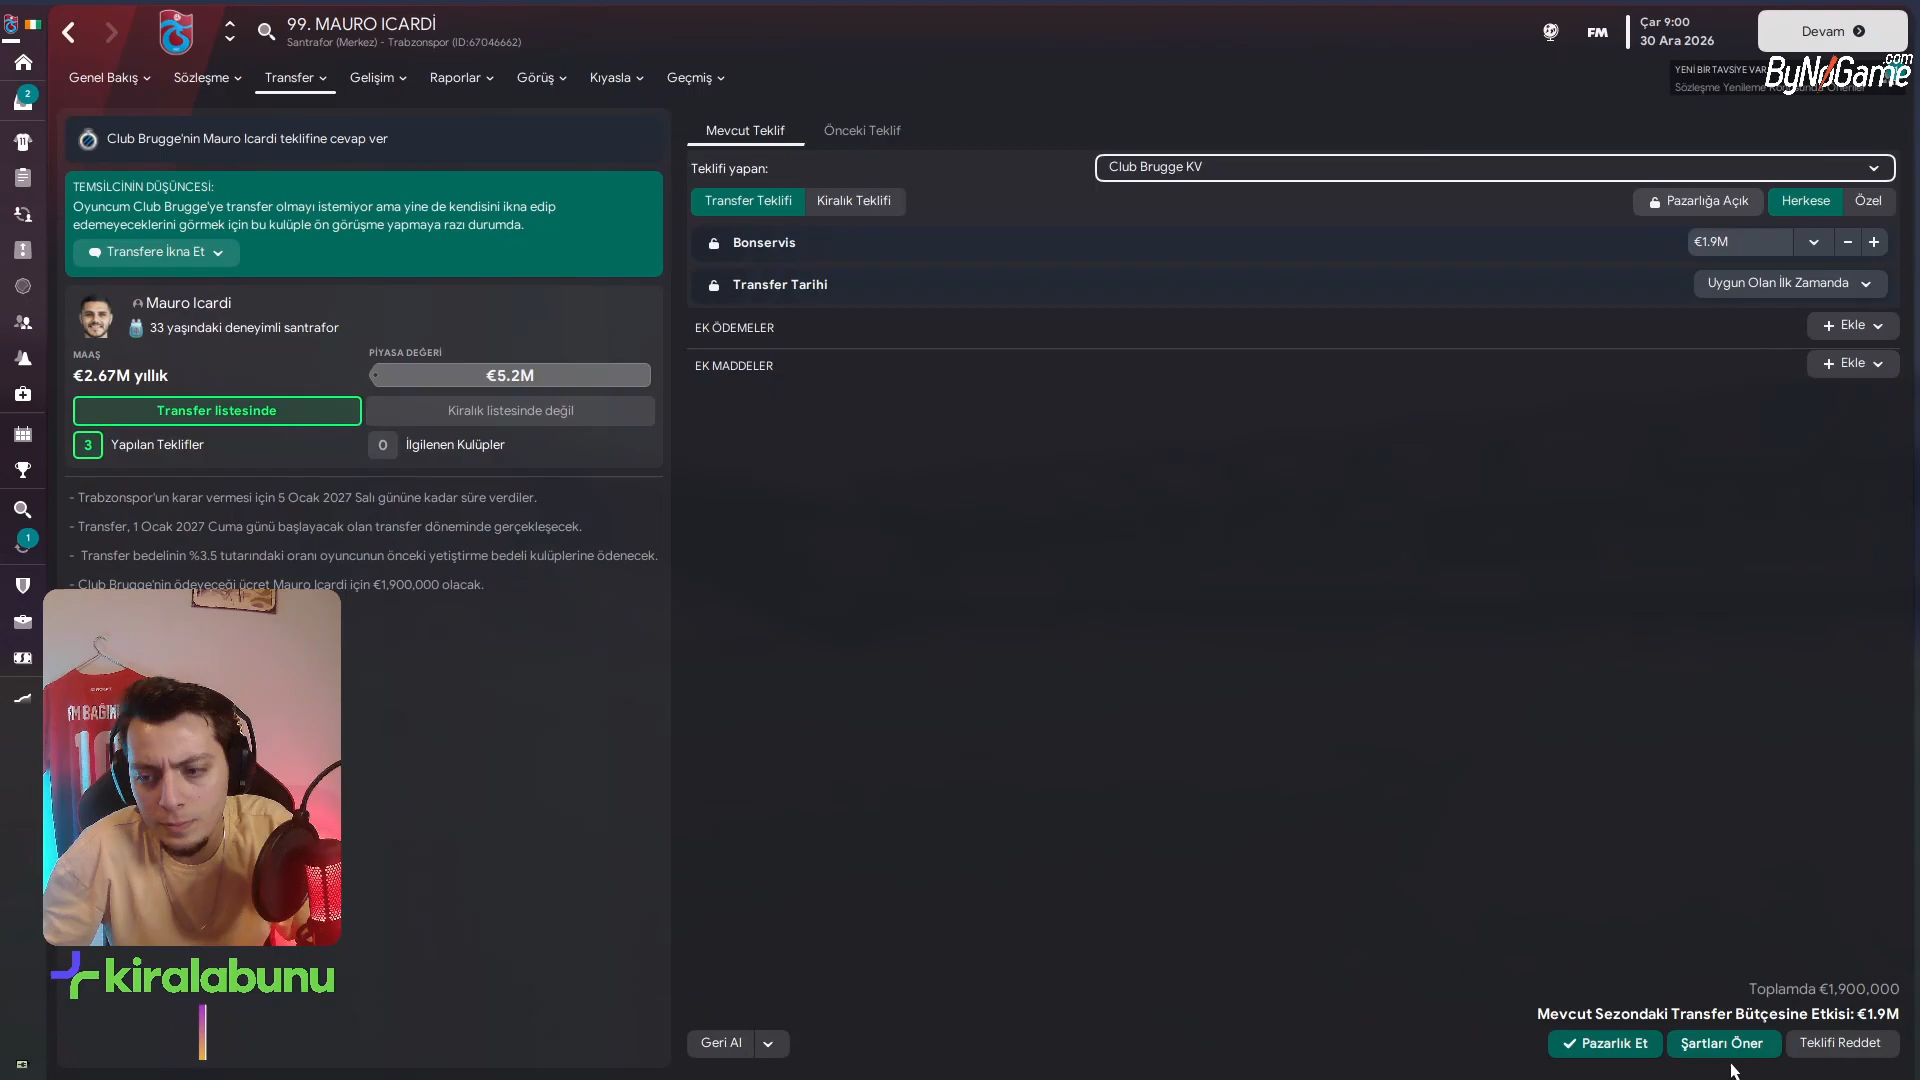 99. MAURO ICARDİ
Santrafor (Merkez) - Trabzonspor (ID:67046662)
FM
Çar 9:00
30 Ara 2026
Devam
Genel Bakış
Sözleşme
Transfer
Gelişim
Raporlar
Görüş
Kıyasla
Geçmiş
YENİ BİR TAVSİYE VAR
Sözleşme Yenileme
ByNoGame.com
2
11
1
Club Brugge'nin Mauro Icardi teklifine cevap ver
TEMSİLCİNİN DÜŞÜNCESİ:
Oyuncum Club Brugge'ye transfer olmayı istemiyor ama yine de kendisini ikna edip
edemeyeceklerini görmek için bu kulüple ön görüşme yapmaya razı durumda.
Transfere İkna Et
Mauro Icardi
33 yaşındaki deneyimli santrafor
MAAŞ
€2.67M yıllık
PİYASA DEĞERİ
€5.2M
Transfer listesinde
Kiralık listesinde değil
3 Yapılan Teklifler
0 İlgilenen Kulüpler
- Trabzonspor'un karar vermesi için 5 Ocak 2027 Salı gününe kadar süre verdiler.
- Transfer, 1 Ocak 2027 Cuma günü başlayacak olan transfer döneminde gerçekleşecek.
- Transfer bedelinin %3.5 tutarındaki oranı oyuncunun önceki yetiştirme bedeli kulüplerine ödenecek.
- Club Brugge'nin ödeyeceği ücret Mauro Icardi için €1,900,000 olacak.
Mevcut Teklif
Önceki Teklif
Teklifi yapan:
Club Brugge KV
Transfer Teklifi
Kiralık Teklifi
Pazarlığa Açık
Herkese
Özel
Bonservis
€1.9M
Transfer Tarihi
Uygun Olan İlk Zamanda
EK ÖDEMELER
Ekle
EK MADDELER
Ekle
kiralabunu
Toplamda €1,900,000
Mevcut Sezondaki Transfer Bütçesine Etkisi: €1.9M
Geri Al
Pazarlık Et
Şartları Öner
Teklifi Reddet